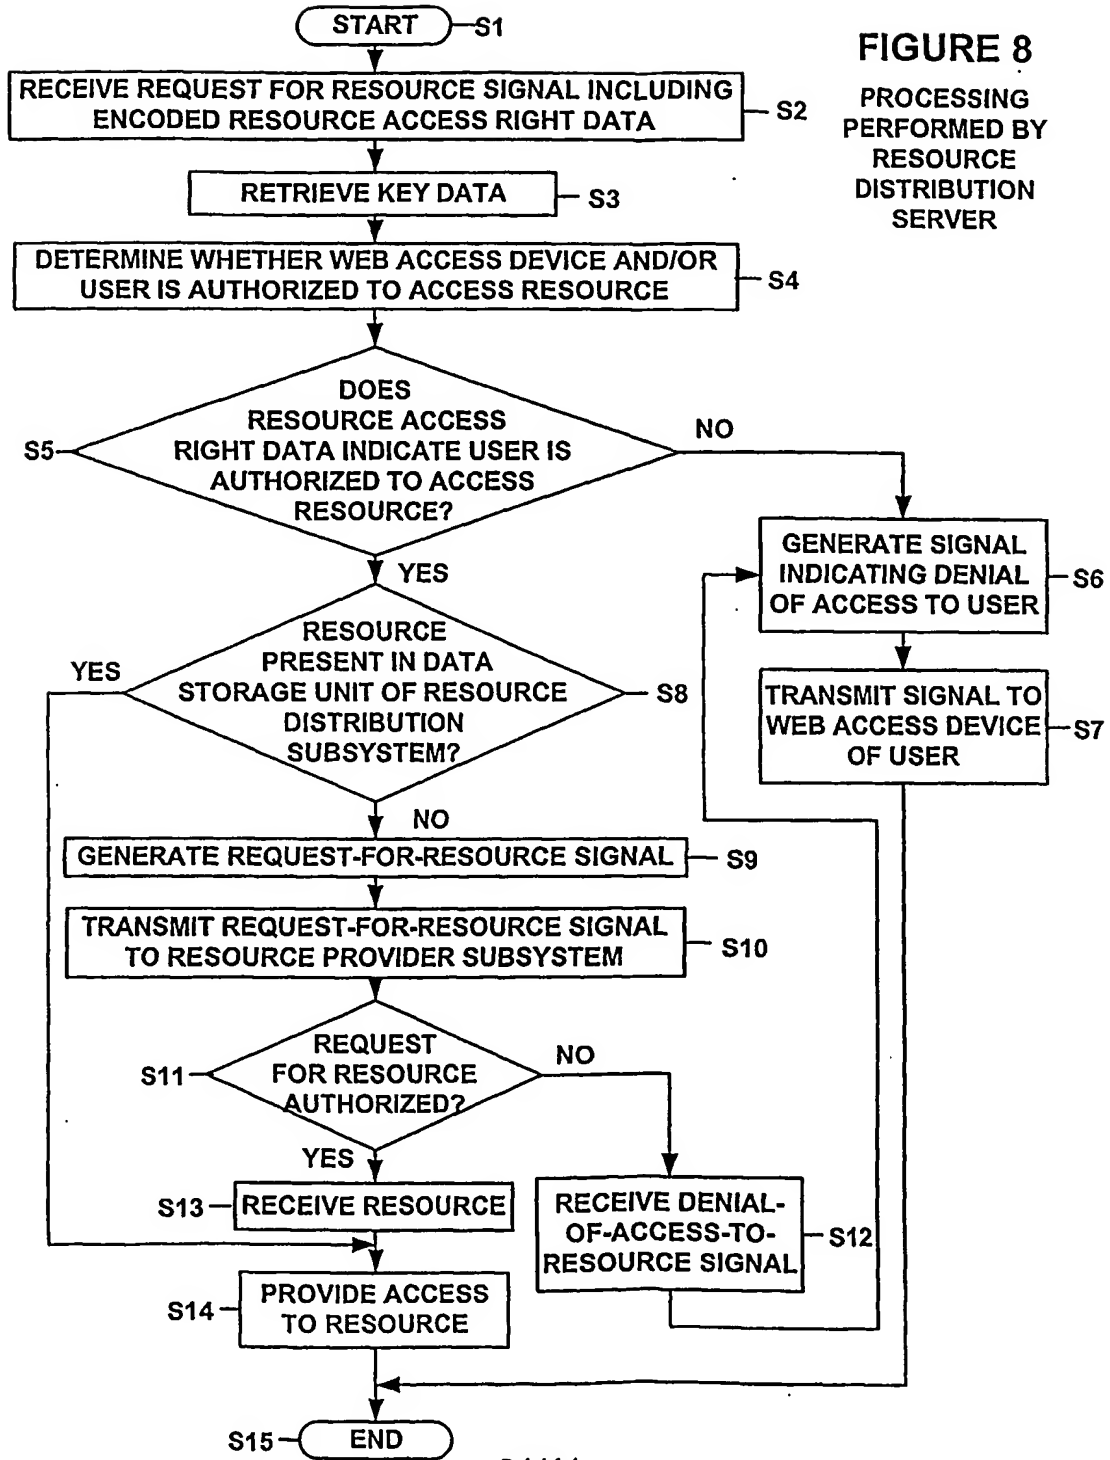 START
S1
FIGURE 8
PROCESSING
PERFORMED BY
RESOURCE
DISTRIBUTION
SERVER
RECEIVE REQUEST FOR RESOURCE SIGNAL INCLUDING
ENCODED RESOURCE ACCESS RIGHT DATA
S2
RETRIEVE KEY DATA
S3
DETERMINE WHETHER WEB ACCESS DEVICE AND/OR
USER IS AUTHORIZED TO ACCESS RESOURCE
S4
DOES
RESOURCE ACCESS
RIGHT DATA INDICATE USER IS
AUTHORIZED TO ACCESS
RESOURCE?
S5
NO
YES
GENERATE SIGNAL
INDICATING DENIAL
OF ACCESS TO USER
S6
TRANSMIT SIGNAL TO
WEB ACCESS DEVICE
OF USER
S7
RESOURCE
PRESENT IN DATA
STORAGE UNIT OF RESOURCE
DISTRIBUTION
SUBSYSTEM?
YES
S8
NO
GENERATE REQUEST-FOR-RESOURCE SIGNAL
S9
TRANSMIT REQUEST-FOR-RESOURCE SIGNAL
TO RESOURCE PROVIDER SUBSYSTEM
S10
REQUEST
FOR RESOURCE
AUTHORIZED?
S11
NO
YES
S13
RECEIVE RESOURCE
RECEIVE DENIAL-
OF-ACCESS-TO-
RESOURCE SIGNAL
S12
S14
PROVIDE ACCESS
TO RESOURCE
S15
END